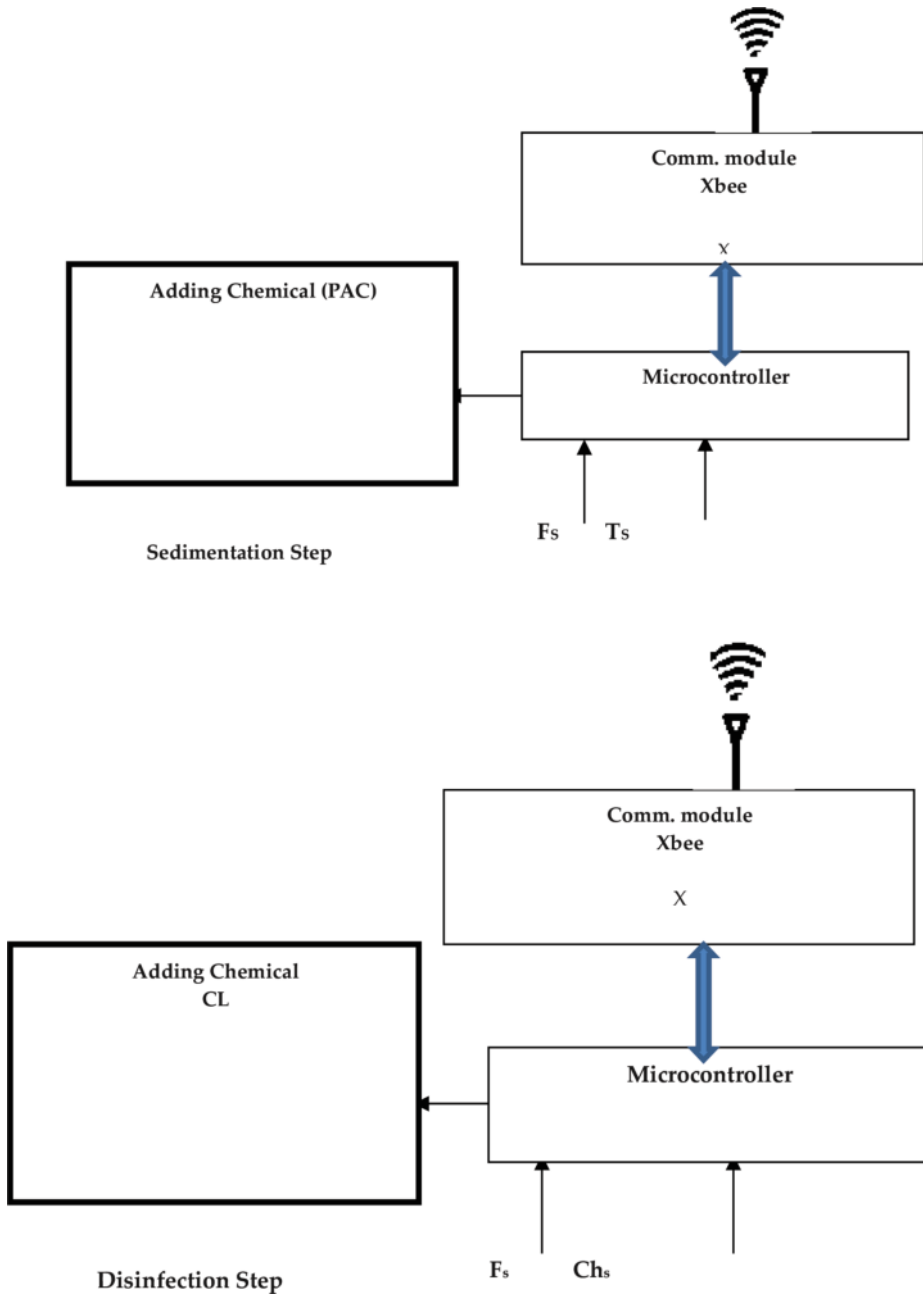 Comm. module
Xbee
X
Adding Chemical (PAC)
Microcontroller
Fs Ts
Sedimentation Step
Comm. module
Xbee
X
Adding Chemical
CL
Microcontroller
Fs Chs
Disinfection Step